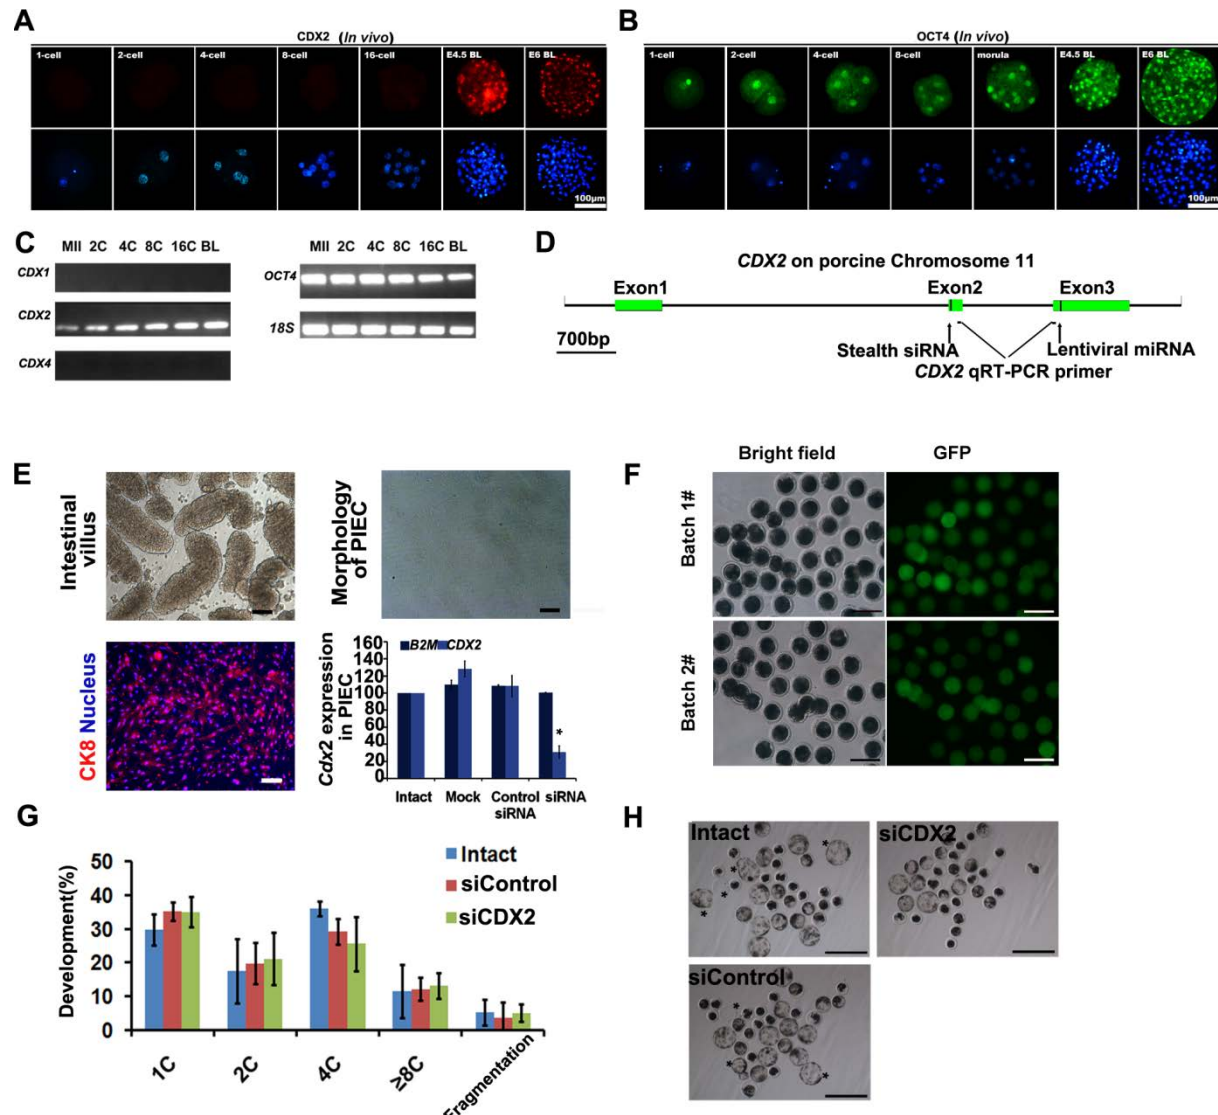 A
CDX2 (In vivo)
1-cell 2-cell 4-cell 8-cell 16-cell E4.5 BL E6 BL
100μm
B
OCT4 (In vivo)
1-cell 2-cell 4-cell 8-cell morula E4.5 BL E6 BL
100μm
C
MII 2C 4C 8C 16C BL
CDX1
CDX2
CDX4
MII 2C 4C 8C 16C BL
OCT4
18S
D
CDX2 on porcine Chromosome 11
Exon1 Exon2 Exon3
700bp
Stealth siRNA
Lentiviral miRNA
CDX2 qRT-PCR primer
E
Intestinal
villus
Morphology
of PIEC
CK8 Nucleus
Cdx2 expression
in PIEC
B2M CDX2
160
140
120
100
80
60
40
20
0
*
Intact Mock Control siRNA
siRNA
F
Bright field GFP
Batch 1#
Batch 2#
G
Development(%)
50
40
30
20
10
0
Intact
siControl
siCDX2
1C 2C 4C ≥8C Fragmentation
H
Intact
* * * * *
siCDX2
siControl
* * *